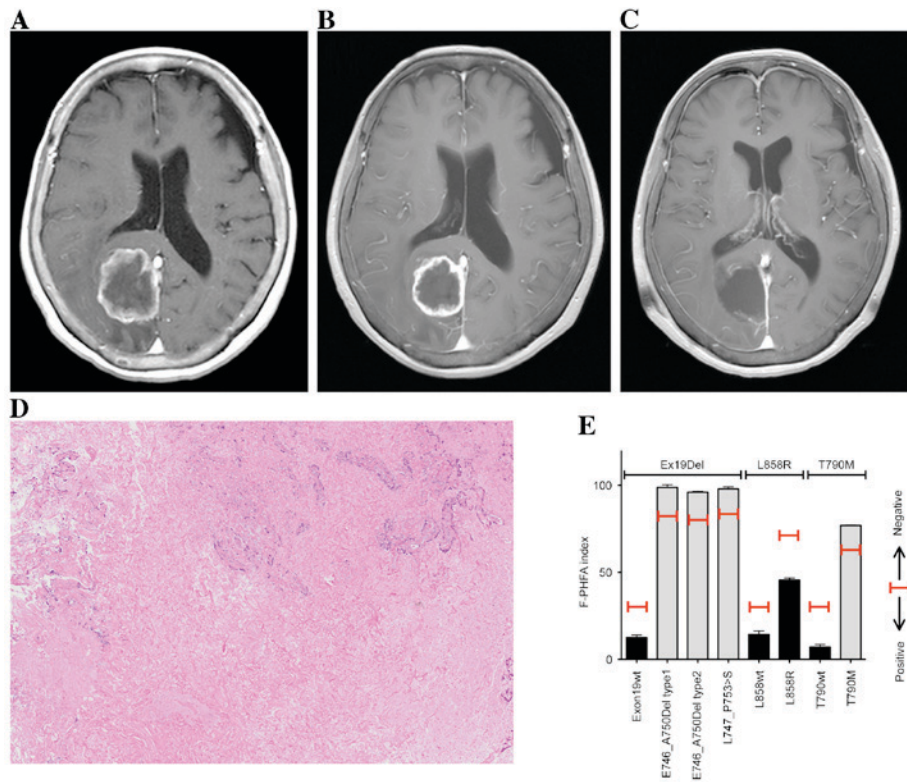 A
B
C
D
E
Ex19Del
L858R
T790M
100
50
0
F-PHFA index
Negative
Positive
Exon19wt
E746_A750Del type1
E746_A750Del type2
L747_P753>S
L858wt
L858R
T790wt
T790M